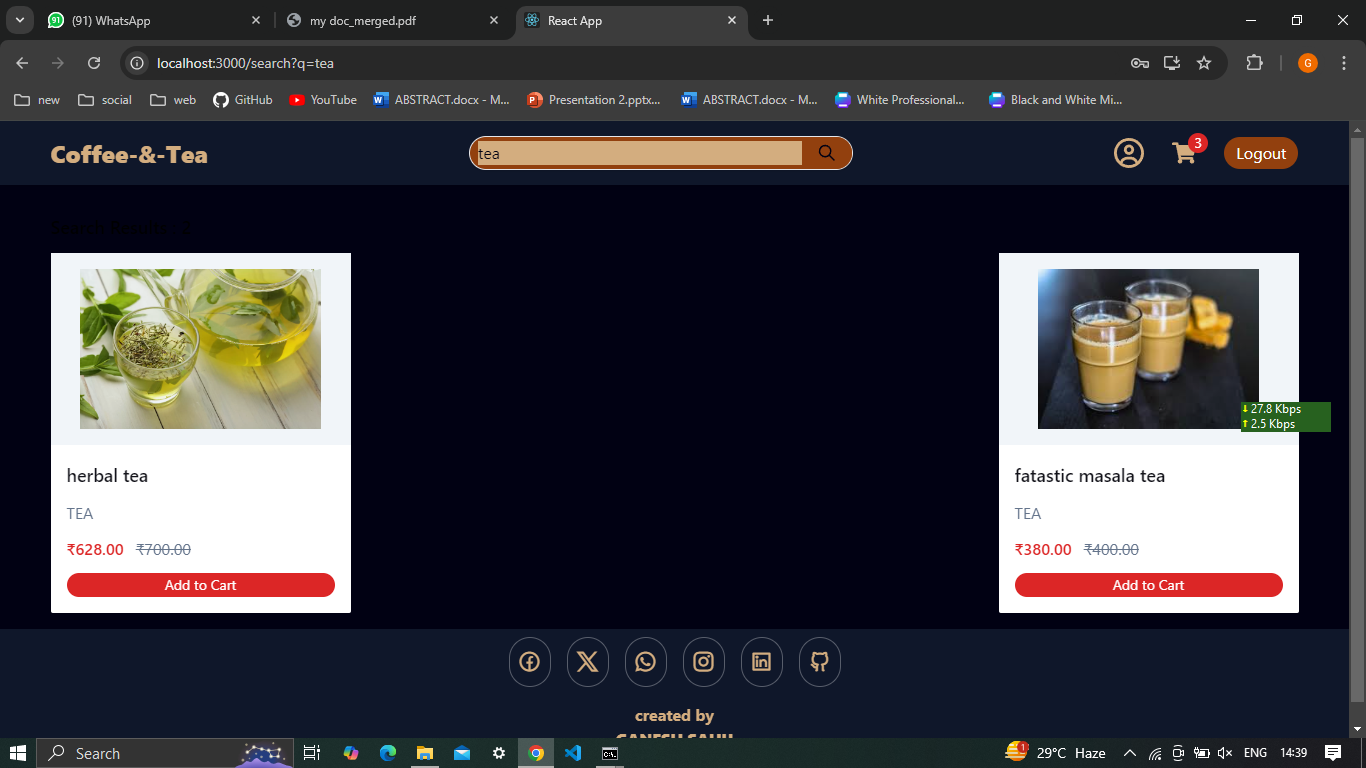 (91) WhatsApp
my doc_merged.pdf
React App
localhost:3000/search?q=tea
G
new
social
web
GitHub
YouTube
ABSTRACT.docx - M...
Presentation 2.pptx...
ABSTRACT.docx - M...
White Professional...
Black and White Mi...
Coffee-&-Tea
tea
3
Logout
Search Results : 2
herbal tea
TEA
₹628.00 ₹700.00
Add to Cart
fatastic masala tea
TEA
₹380.00 ₹400.00
Add to Cart
27.8 Kbps
2.5 Kbps
created by
GANESH SAHU
Search
1
29°C Haze
ENG
14:39